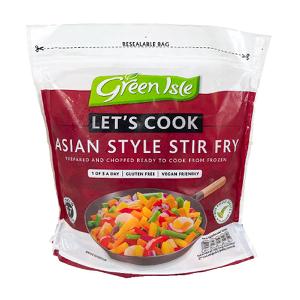 RESEALABLE BAG
Green Isle
LET'S COOK
ASIAN STYLE STIR FRY
PREPARED AND CHOPPED READY TO COOK FROM FROZEN
1 OF 5 A DAY | GLUTEN FREE | VEGAN FRIENDLY